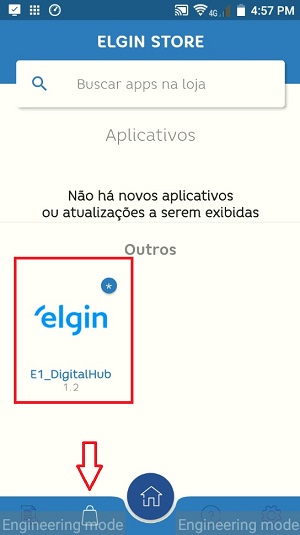 4G
4:57 PM
ELGIN STORE
Buscar apps na loja
Aplicativos
Não há novos aplicativos
ou atualizações a serem exibidas
Outros
*
elgin
E1_DigitalHub
1.2
Engineering mode
Engineering mode